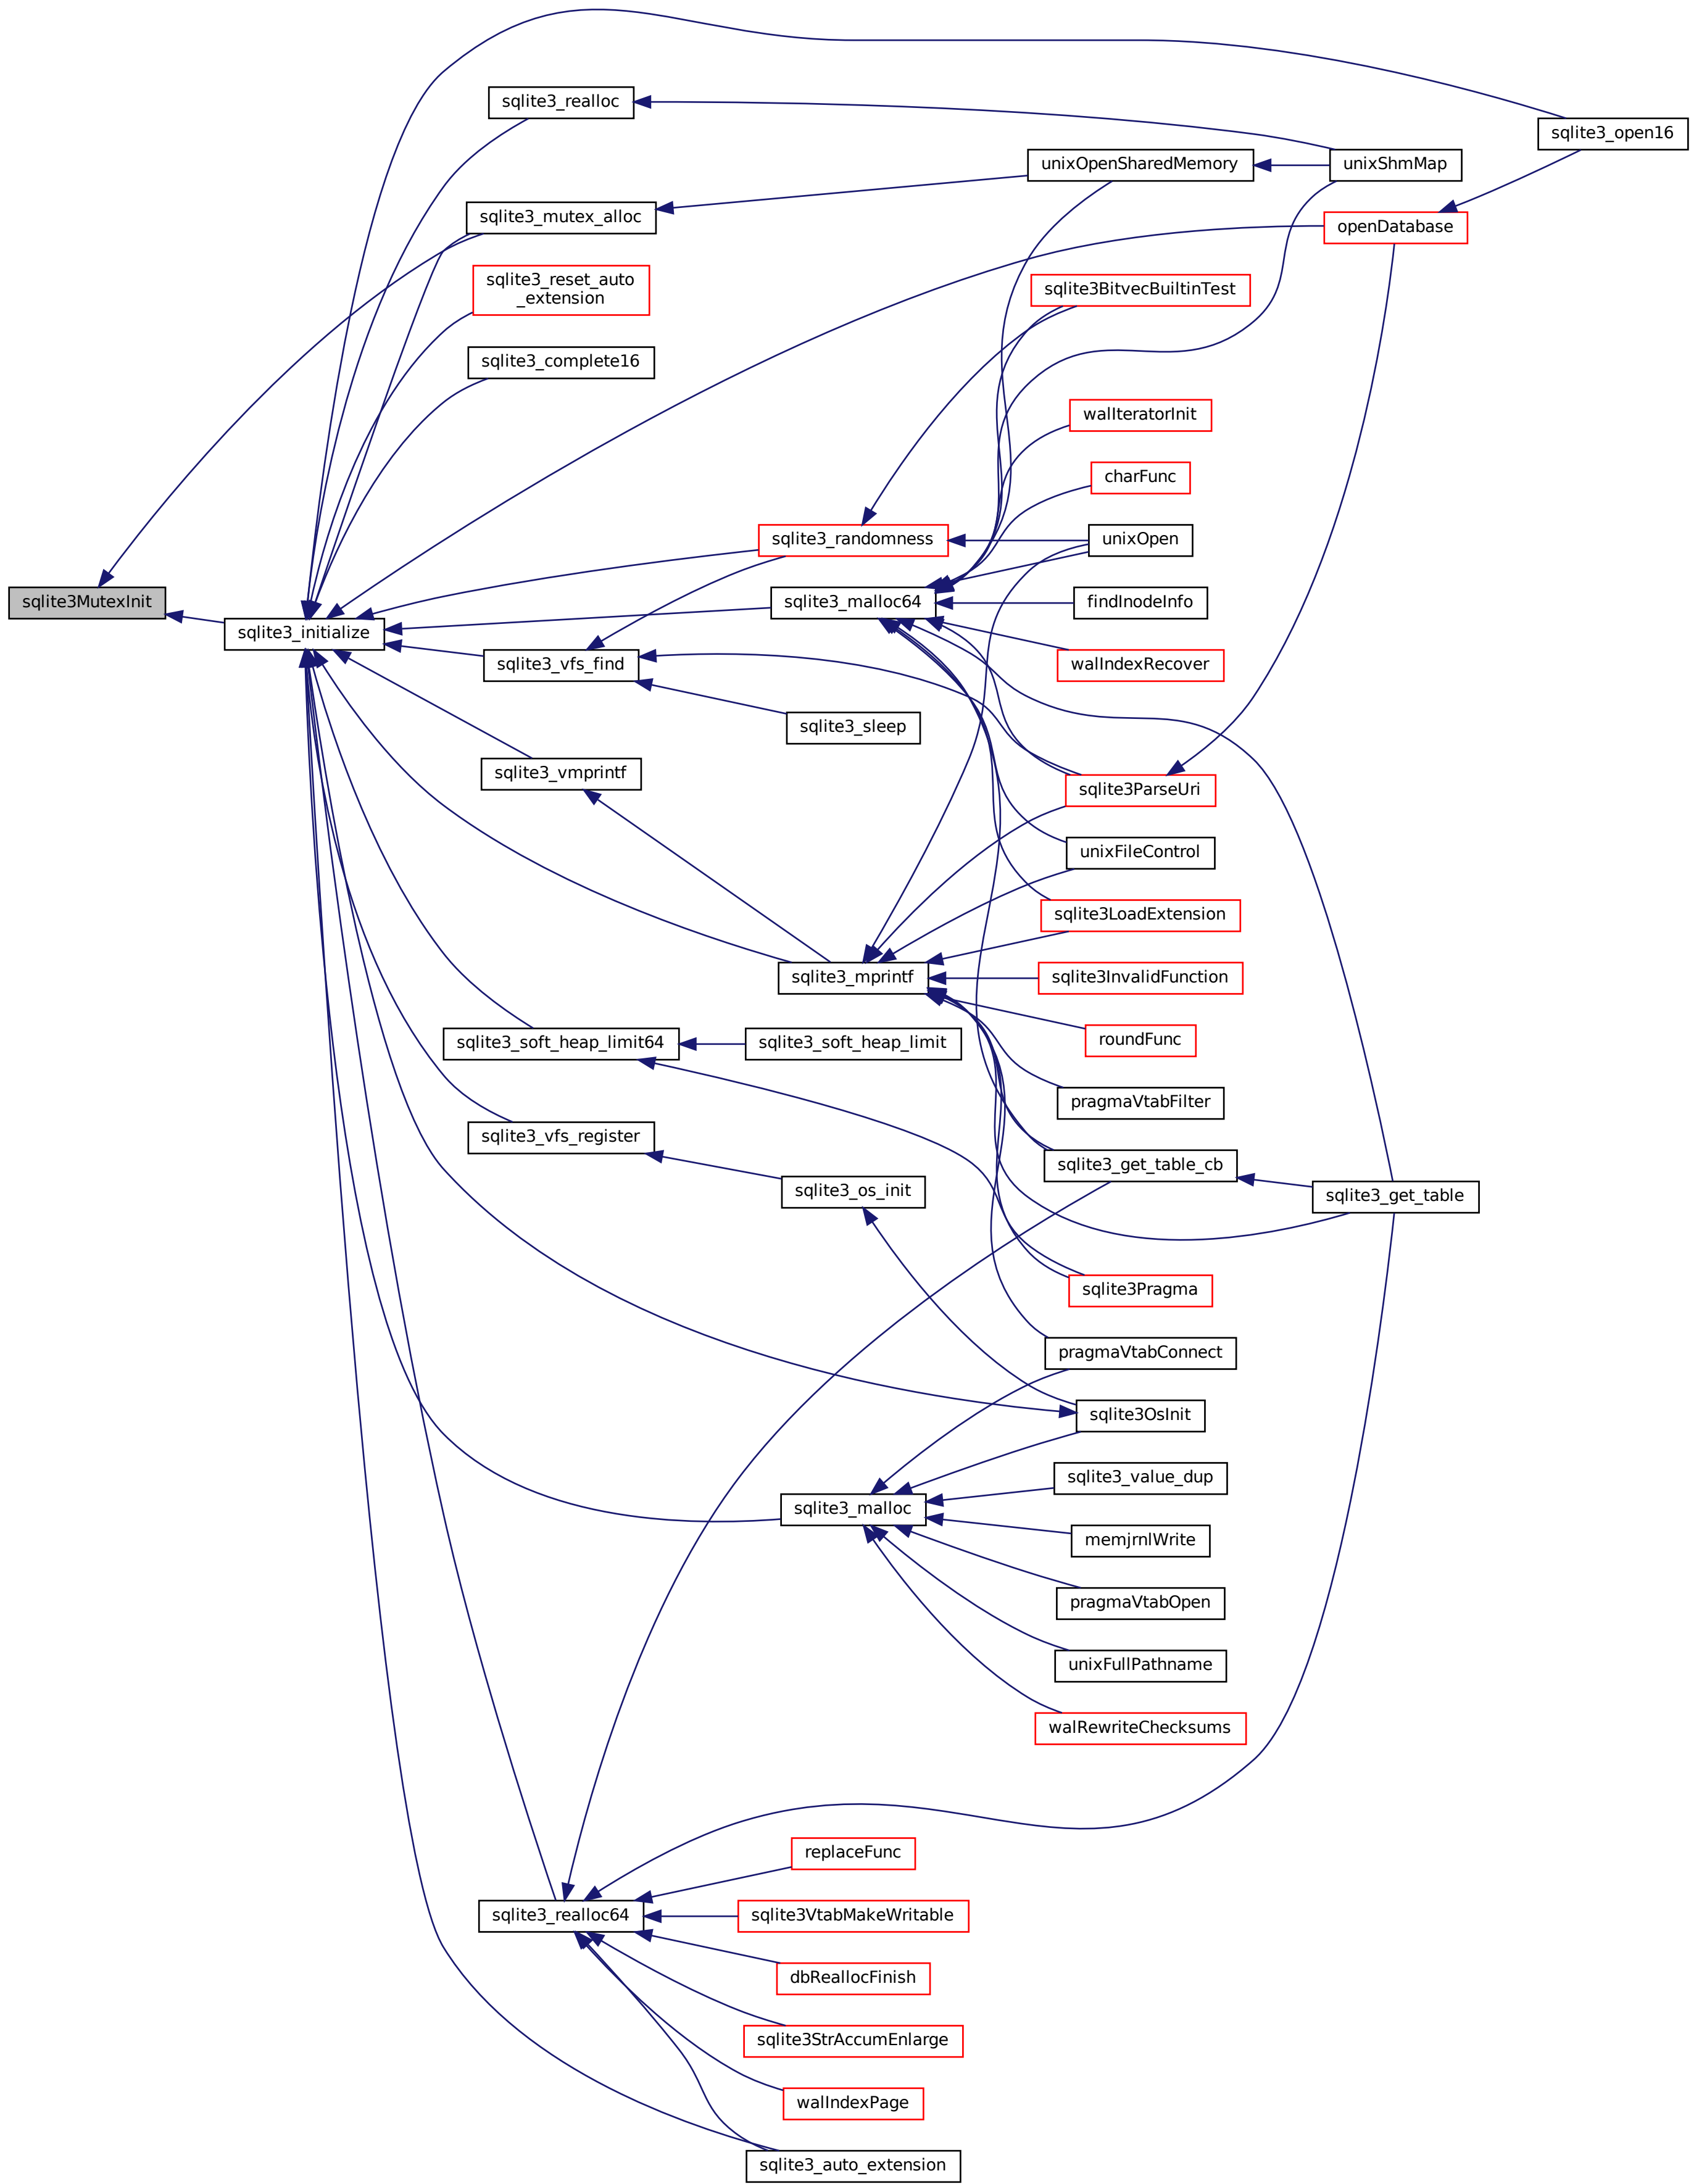 sqlite3_realloc
sqlite3_open16
unixOpenSharedMemory
unixShmMap
sqlite3_mutex_alloc
openDatabase
sqlite3_reset_auto
_extension
sqlite3BitvecBuiltinTest
sqlite3_complete16
walIteratorInit
charFunc
sqlite3_randomness
unixOpen
sqlite3MutexInit
sqlite3_malloc64
findInodeInfo
sqlite3_initialize
sqlite3_vfs_find
walIndexRecover
sqlite3_sleep
sqlite3_vmprintf
sqlite3ParseUri
unixFileControl
sqlite3LoadExtension
sqlite3_mprintf
sqlite3InvalidFunction
sqlite3_soft_heap_limit64
sqlite3_soft_heap_limit
roundFunc
pragmaVtabFilter
sqlite3_vfs_register
sqlite3_get_table_cb
sqlite3_os_init
sqlite3_get_table
sqlite3Pragma
pragmaVtabConnect
sqlite3OsInit
sqlite3_value_dup
sqlite3_malloc
memjrnlWrite
pragmaVtabOpen
unixFullPathname
walRewriteChecksums
replaceFunc
sqlite3_realloc64
sqlite3VtabMakeWritable
dbReallocFinish
sqlite3StrAccumEnlarge
walIndexPage
sqlite3_auto_extension